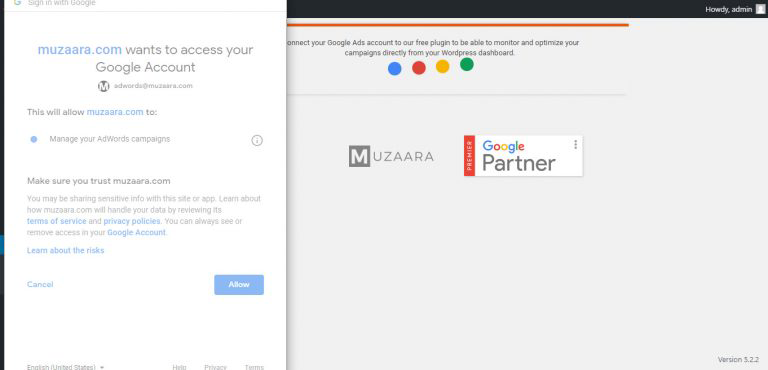 Sign in with Google
muzaara.com wants to access your
Google Account
adwords@muzaara.com
This will allow muzaara.com to:
Manage your AdWords campaigns
Make sure you trust muzaara.com
You may be sharing sensitive info with this site or app. Learn about
how muzaara.com will handle your data by reviewing its
terms of service and privacy policies. You can always see or
remove access in your Google Account.
Learn about the risks
Cancel
Allow
English (United States)
Help
Privacy
Terms
Howdy, admin
onnect your Google Ads account to our free plugin to be able to monitor and optimize your
campaigns directly from your Wordpress dashboard.
MUZAARA
PREMIER
Google
Partner
Version 5.2.2